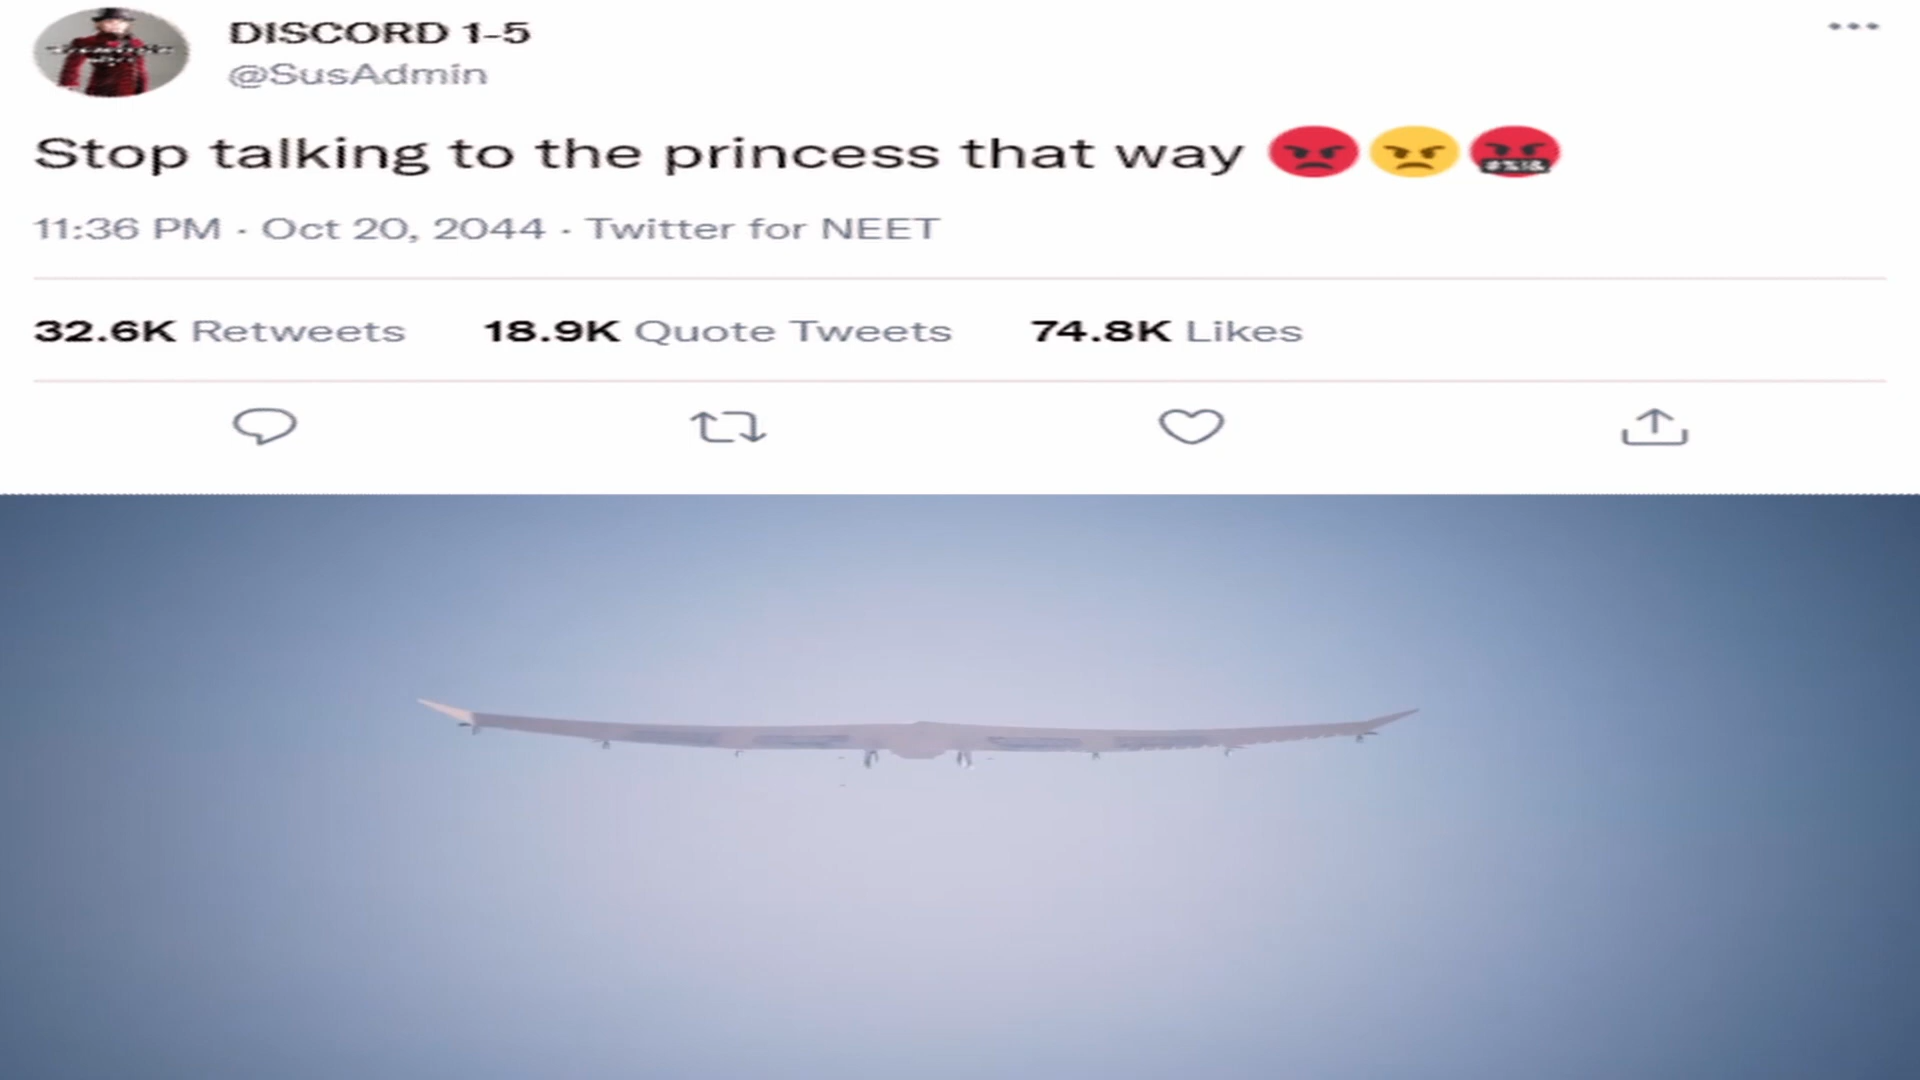 DISCORD 1-5
@SusAdmin
Stop talking to the princess that way 😡😠🤬
11:36 PM · Oct 20, 2044 · Twitter for NEET
32.6K Retweets 18.9K Quote Tweets 74.8K Likes